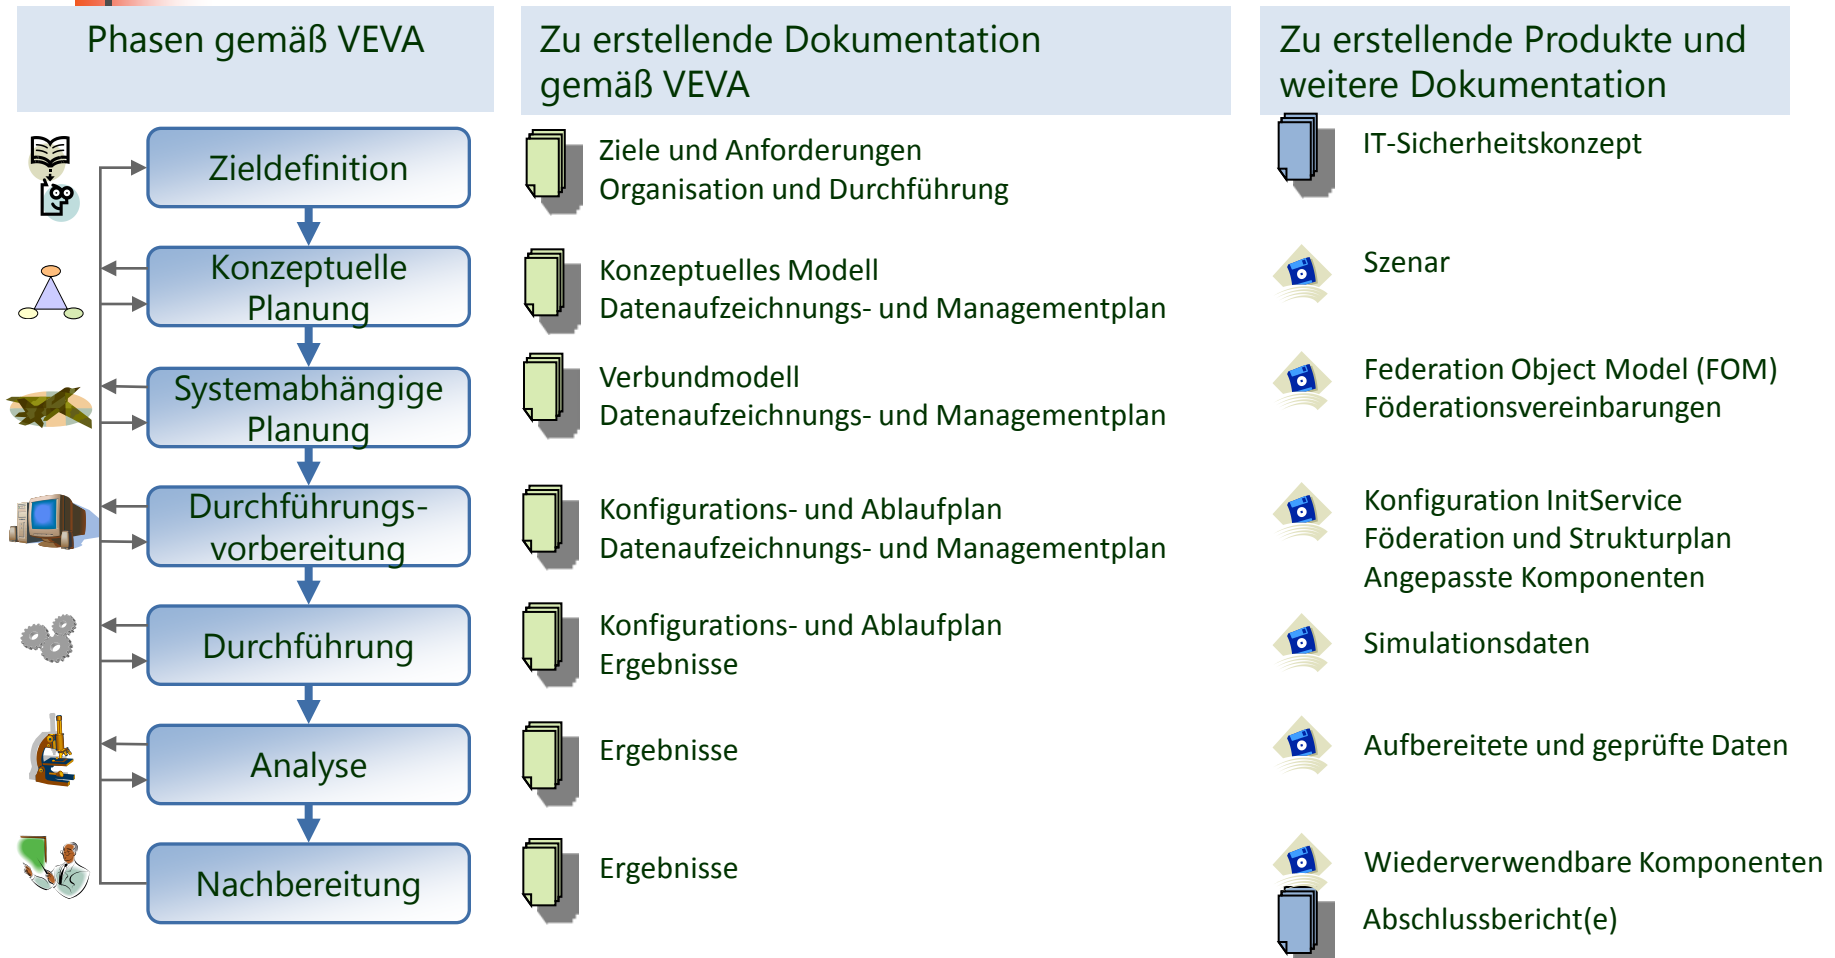 Phasen gemäß VEVA
Zu erstellende Dokumentation
gemäß VEVA
Zu erstellende Produkte und
weitere Dokumentation
Zieldefinition
Ziele und Anforderungen
Organisation und Durchführung
IT-Sicherheitskonzept
Konzeptuelle
Planung
Konzeptuelles Modell
Datenaufzeichnungs- und Managementplan
Szenar
Systemabhängige
Planung
Verbundmodell
Datenaufzeichnungs- und Managementplan
Federation Object Model (FOM)
Föderationsvereinbarungen
Durchführungs-
vorbereitung
Konfigurations- und Ablaufplan
Datenaufzeichnungs- und Managementplan
Konfiguration InitService
Föderation und Strukturplan
Angepasste Komponenten
Durchführung
Konfigurations- und Ablaufplan
Ergebnisse
Simulationsdaten
Analyse
Ergebnisse
Aufbereitete und geprüfte Daten
Nachbereitung
Ergebnisse
Wiederverwendbare Komponenten
Abschlussbericht(e)